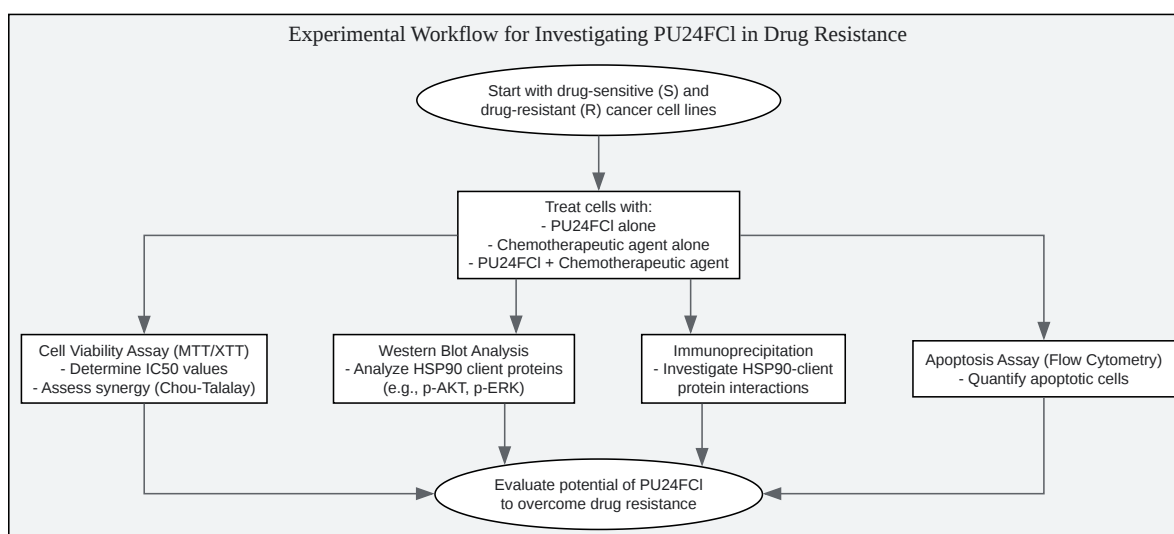 Experimental Workflow for Investigating PU24FCl in Drug Resistance
Start with drug-sensitive (S) and
drug-resistant (R) cancer cell lines
Treat cells with:
- PU24FCl alone
- Chemotherapeutic agent alone
- PU24FCl + Chemotherapeutic agent
Cell Viability Assay (MTT/XTT)
- Determine IC50 values
- Assess synergy (Chou-Talalay)
Western Blot Analysis
- Analyze HSP90 client proteins
(e.g., p-AKT, p-ERK)
Immunoprecipitation
- Investigate HSP90-client
protein interactions
Apoptosis Assay (Flow Cytometry)
- Quantify apoptotic cells
Evaluate potential of PU24FCl
to overcome drug resistance